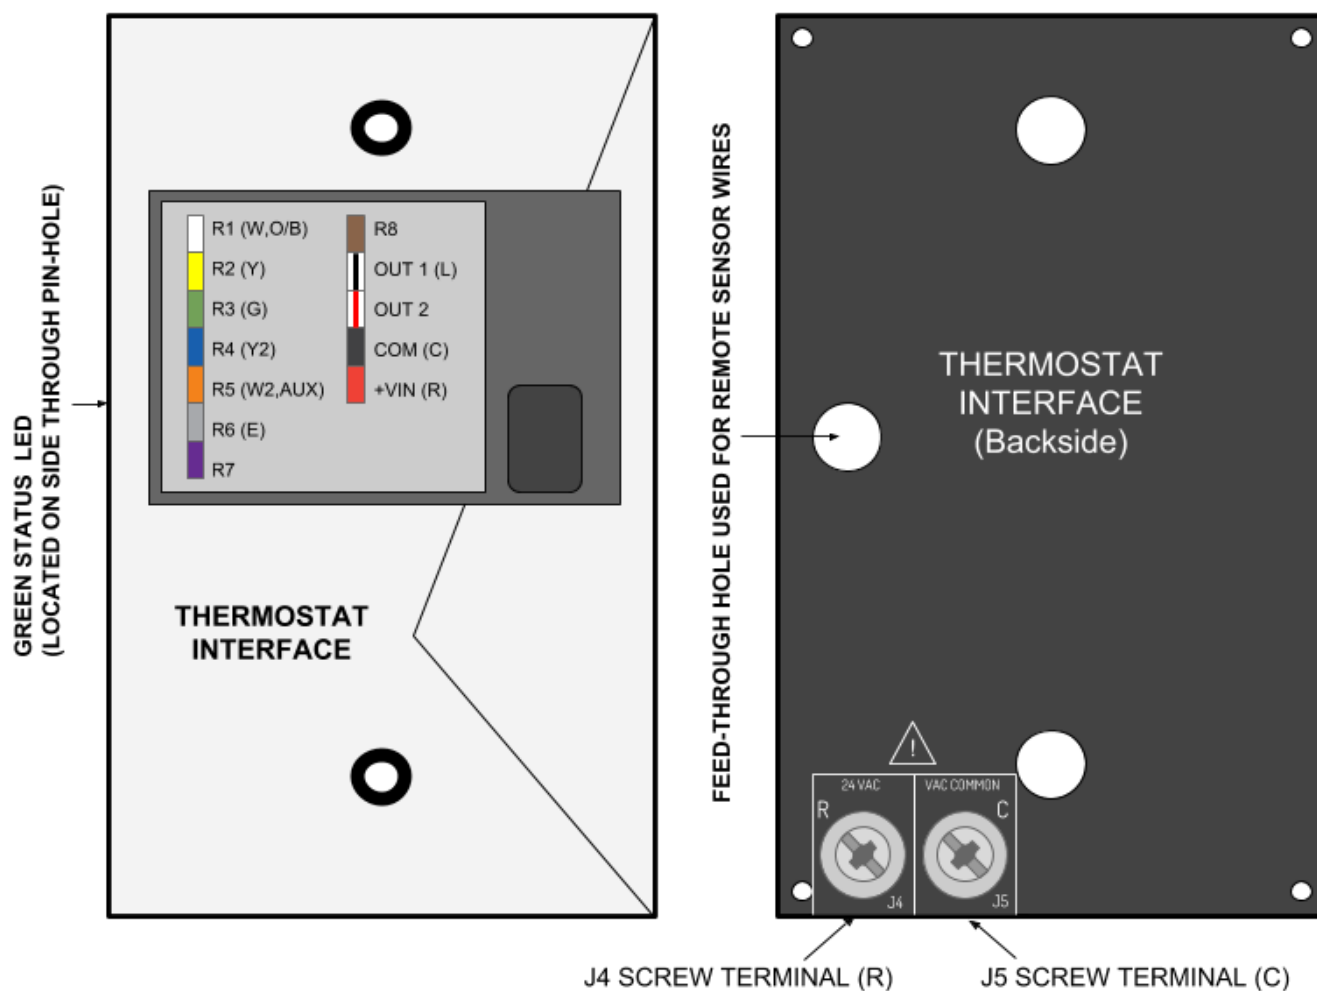 GREEN STATUS LED
(LOCATED ON SIDE THROUGH PIN-HOLE)
R1 (W,O/B)
R2 (Y)
R3 (G)
R4 (Y2)
R5 (W2,AUX)
R6 (E)
R7
R8
OUT 1 (L)
OUT 2
COM (C)
+VIN (R)
THERMOSTAT
INTERFACE
FEED-THROUGH HOLE USED FOR REMOTE SENSOR WIRES
THERMOSTAT
INTERFACE
(Backside)
!
24 VAC
R
J4
VAC COMMON
C
J5
J4 SCREW TERMINAL (R)
J5 SCREW TERMINAL (C)